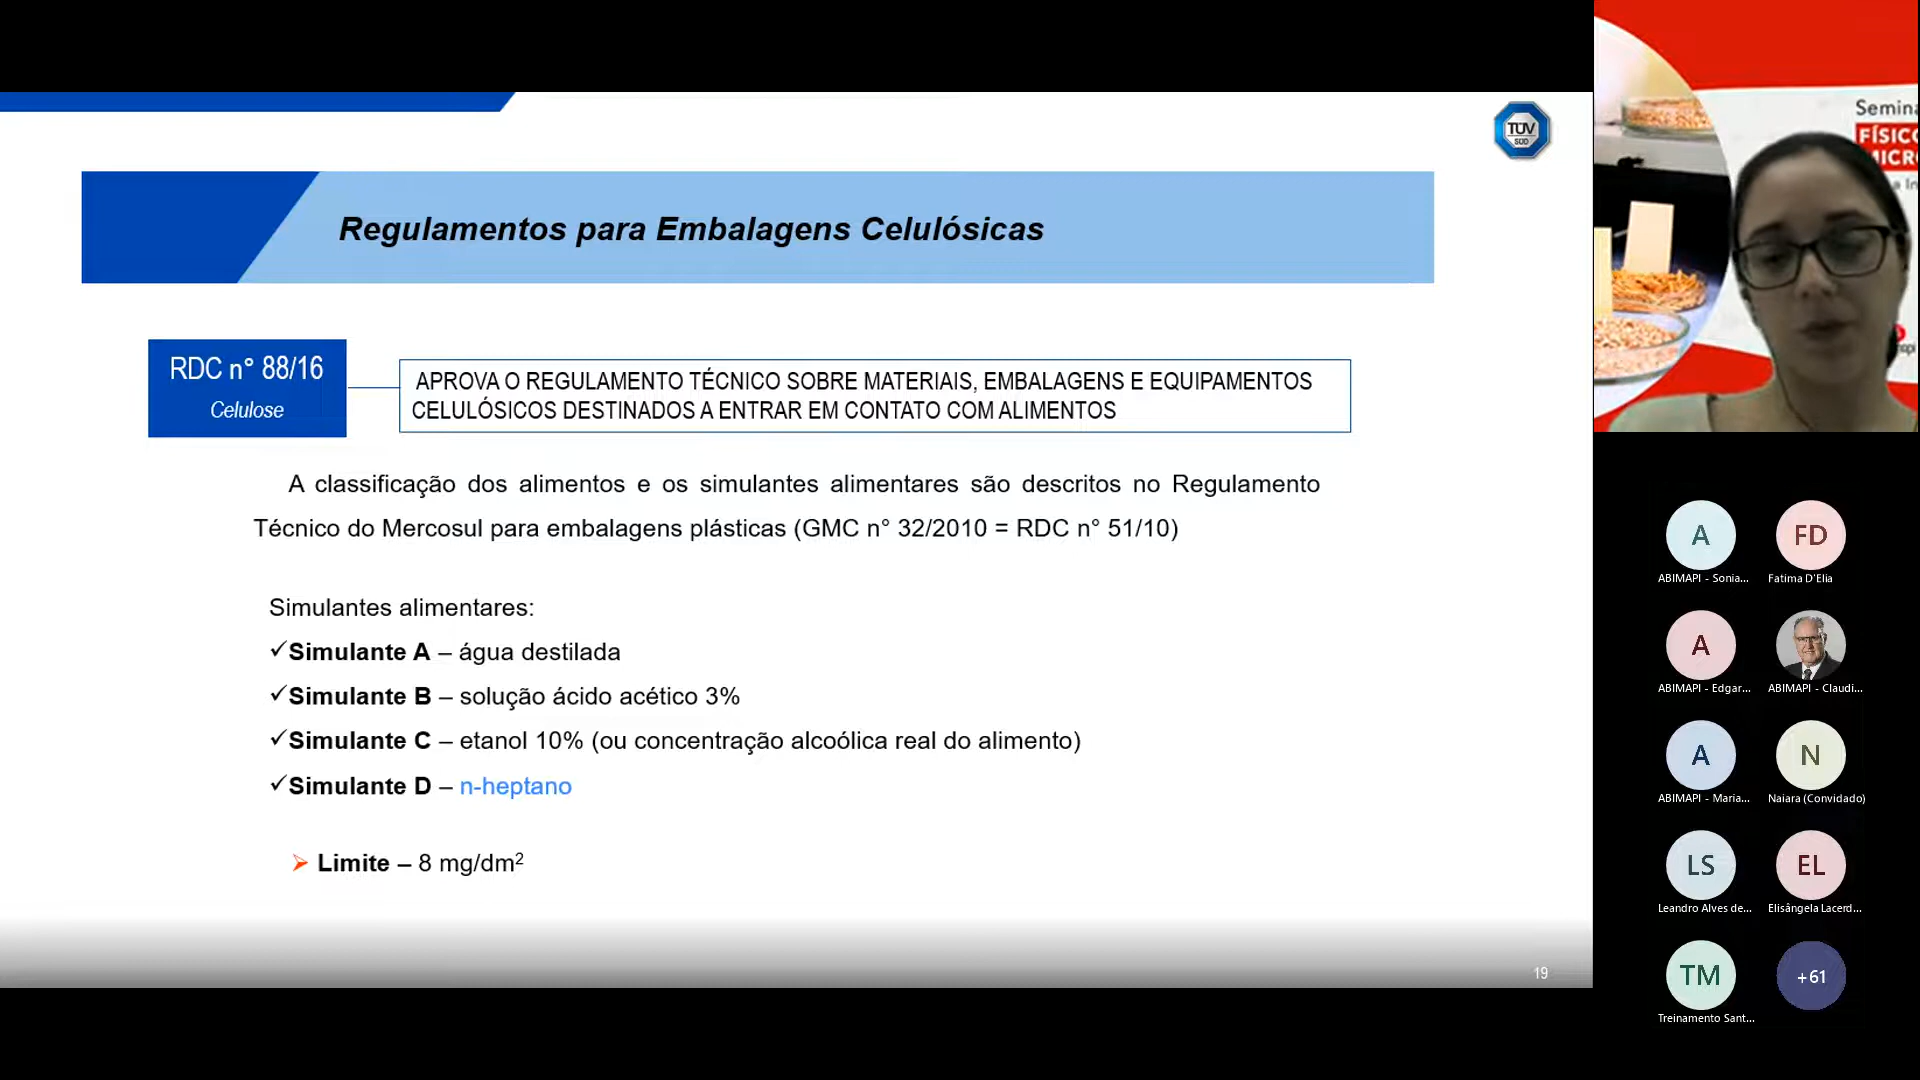 TÜV
SÜD
Regulamentos para Embalagens Celulósicas
RDC n° 88/16
Celulose
APROVA O REGULAMENTO TÉCNICO SOBRE MATERIAIS, EMBALAGENS E EQUIPAMENTOS
CELULÓSICOS DESTINADOS A ENTRAR EM CONTATO COM ALIMENTOS
A classificação dos alimentos e os simulantes alimentares são descritos no Regulamento
Técnico do Mercosul para embalagens plásticas (GMC n° 32/2010 = RDC n° 51/10)
Simulantes alimentares:
✓Simulante A – água destilada
✓Simulante B – solução ácido acético 3%
✓Simulante C – etanol 10% (ou concentração alcoólica real do alimento)
✓Simulante D – n-heptano
➢ Limite – 8 mg/dm²
19
Semina
FÍSICO
MICR
A FD
ABIMAPI - Sonia... Fatima D'Elia
A
ABIMAPI - Edgar... ABIMAPI - Claudi...
A N
ABIMAPI - Maria... Naiara (Convidado)
LS EL
Leandro Alves de... Elisângela Lacerd...
TM +61
Treinamento Sant...